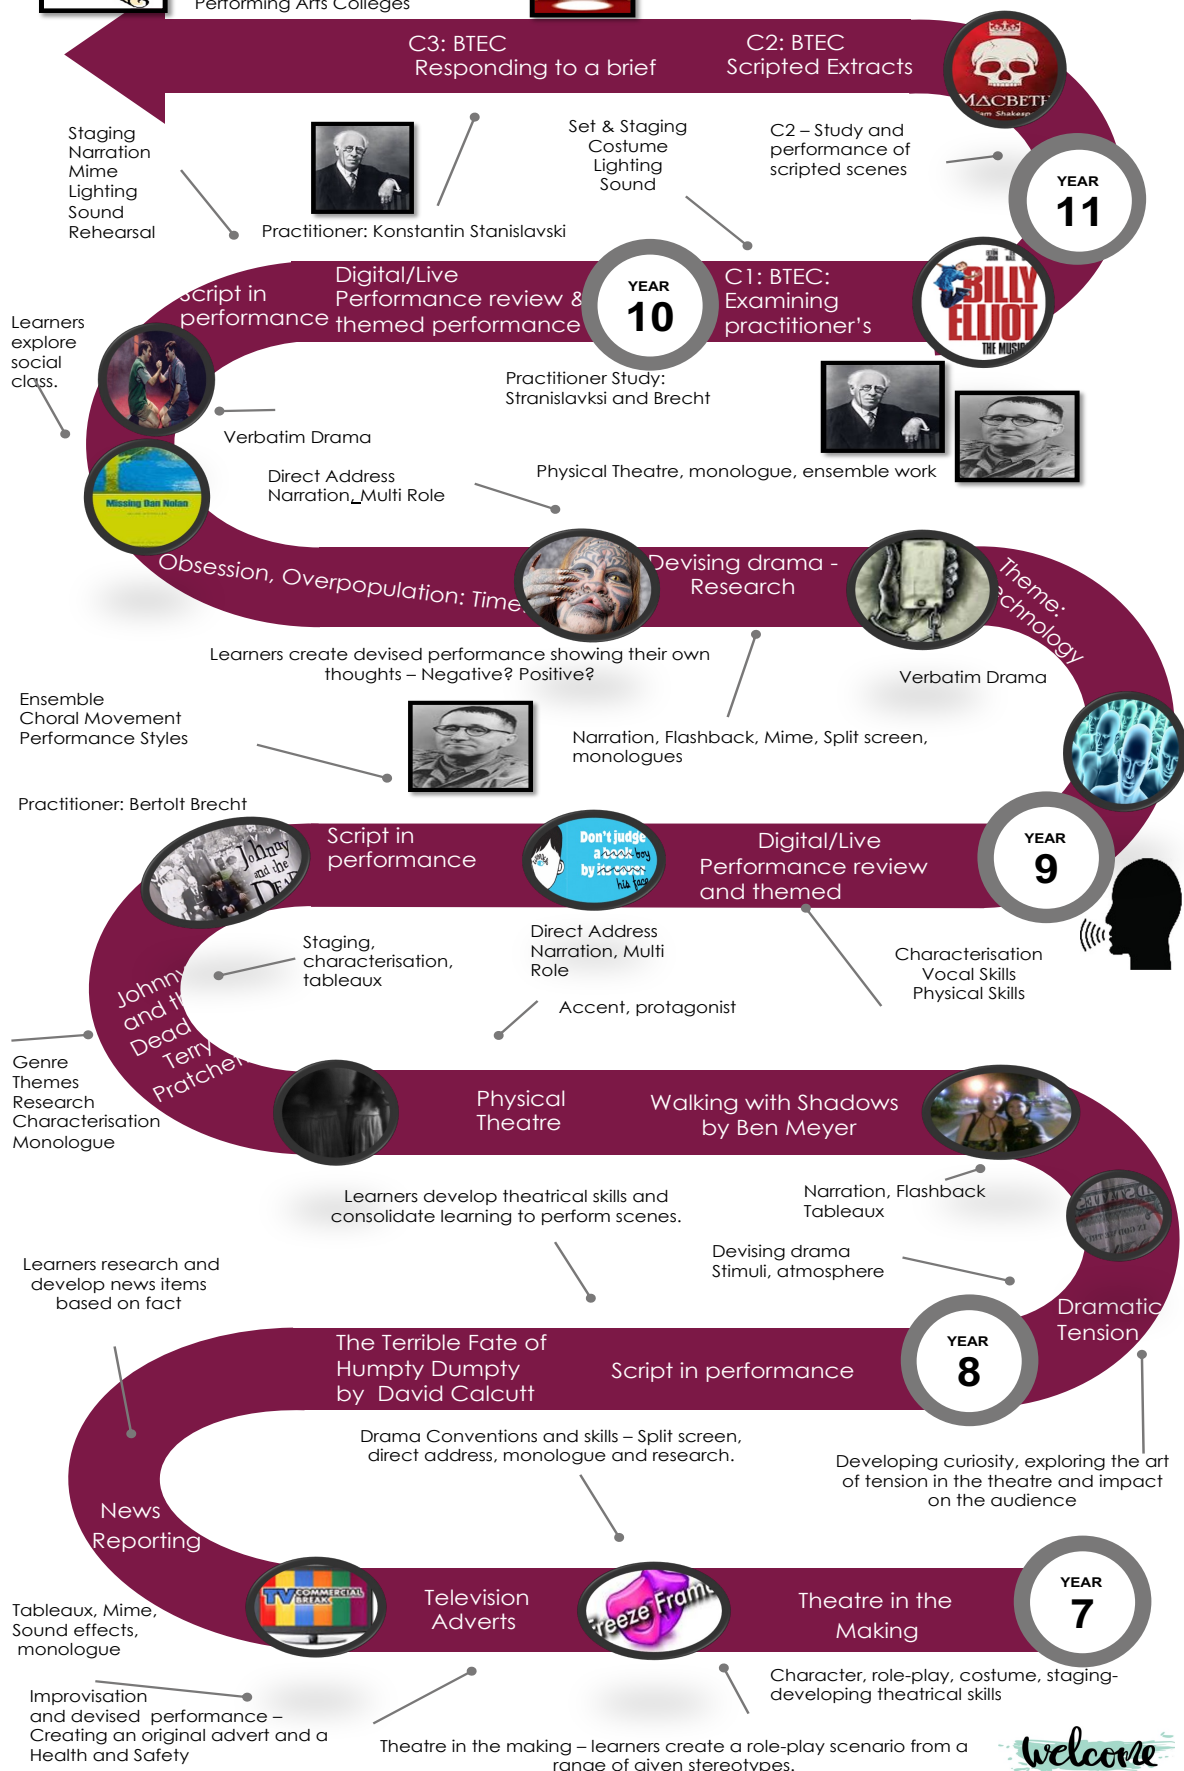 Performing Arts Colleges
C3: BTEC
Responding to a brief
C2: BTEC
Scripted Extracts
MACBETH
Staging
Narration
Mime
Lighting
Sound
Rehearsal
Practitioner: Konstantin Stanislavski
Set & Staging
Costume
Lighting
Sound
C2 – Study and
performance of
scripted scenes
YEAR
11
Script in
performance
Digital/Live
Performance review &
themed performance
YEAR
10
C1: BTEC:
Examining
practitioner's
BILLY
ELLIOT
THE MUSIC
Learners
explore
social
class.
Practitioner Study:
Stranislavksi and Brecht
Verbatim Drama
Physical Theatre, monologue, ensemble work
Direct Address
Narration, Multi Role
Missing Dan Nolan
Obsession, Overpopulation: Time.
Devising drama -
Research
Theme:
echnology
Learners create devised performance showing their own
thoughts – Negative? Positive?
Verbatim Drama
Ensemble
Choral Movement
Performance Styles
Narration, Flashback, Mime, Split screen,
monologues
Practitioner: Bertolt Brecht
Johnny
and the
DEAD
Script in
performance
Don't judge
a book boy
by its cover
his face
Digital/Live
Performance review
and themed
YEAR
9
Staging,
characterisation,
tableaux
Direct Address
Narration, Multi
Role
Accent, protagonist
Characterisation
Vocal Skills
Physical Skills
Johnny
and th
Dead
Terry
Pratchet
Genre
Themes
Research
Characterisation
Monologue
Physical
Theatre
Walking with Shadows
by Ben Meyer
Learners develop theatrical skills and
consolidate learning to perform scenes.
Narration, Flashback
Tableaux
Devising drama
Stimuli, atmosphere
Learners research and
develop news items
based on fact
Dramatic
Tension
The Terrible Fate of
Humpty Dumpty
by David Calcutt
Script in performance
YEAR
8
Drama Conventions and skills – Split screen,
direct address, monologue and research.
Developing curiosity, exploring the art
of tension in the theatre and impact
on the audience
News
Reporting
TV COMMERCIAL
BREAK
Television
Adverts
Freeze Frame
Theatre in the
Making
YEAR
7
Tableaux, Mime,
Sound effects,
monologue
Character, role-play, costume, staging-
developing theatrical skills
Improvisation
and devised performance –
Creating an original advert and a
Health and Safety
Theatre in the making – learners create a role-play scenario from a
range of given stereotypes.
welcome